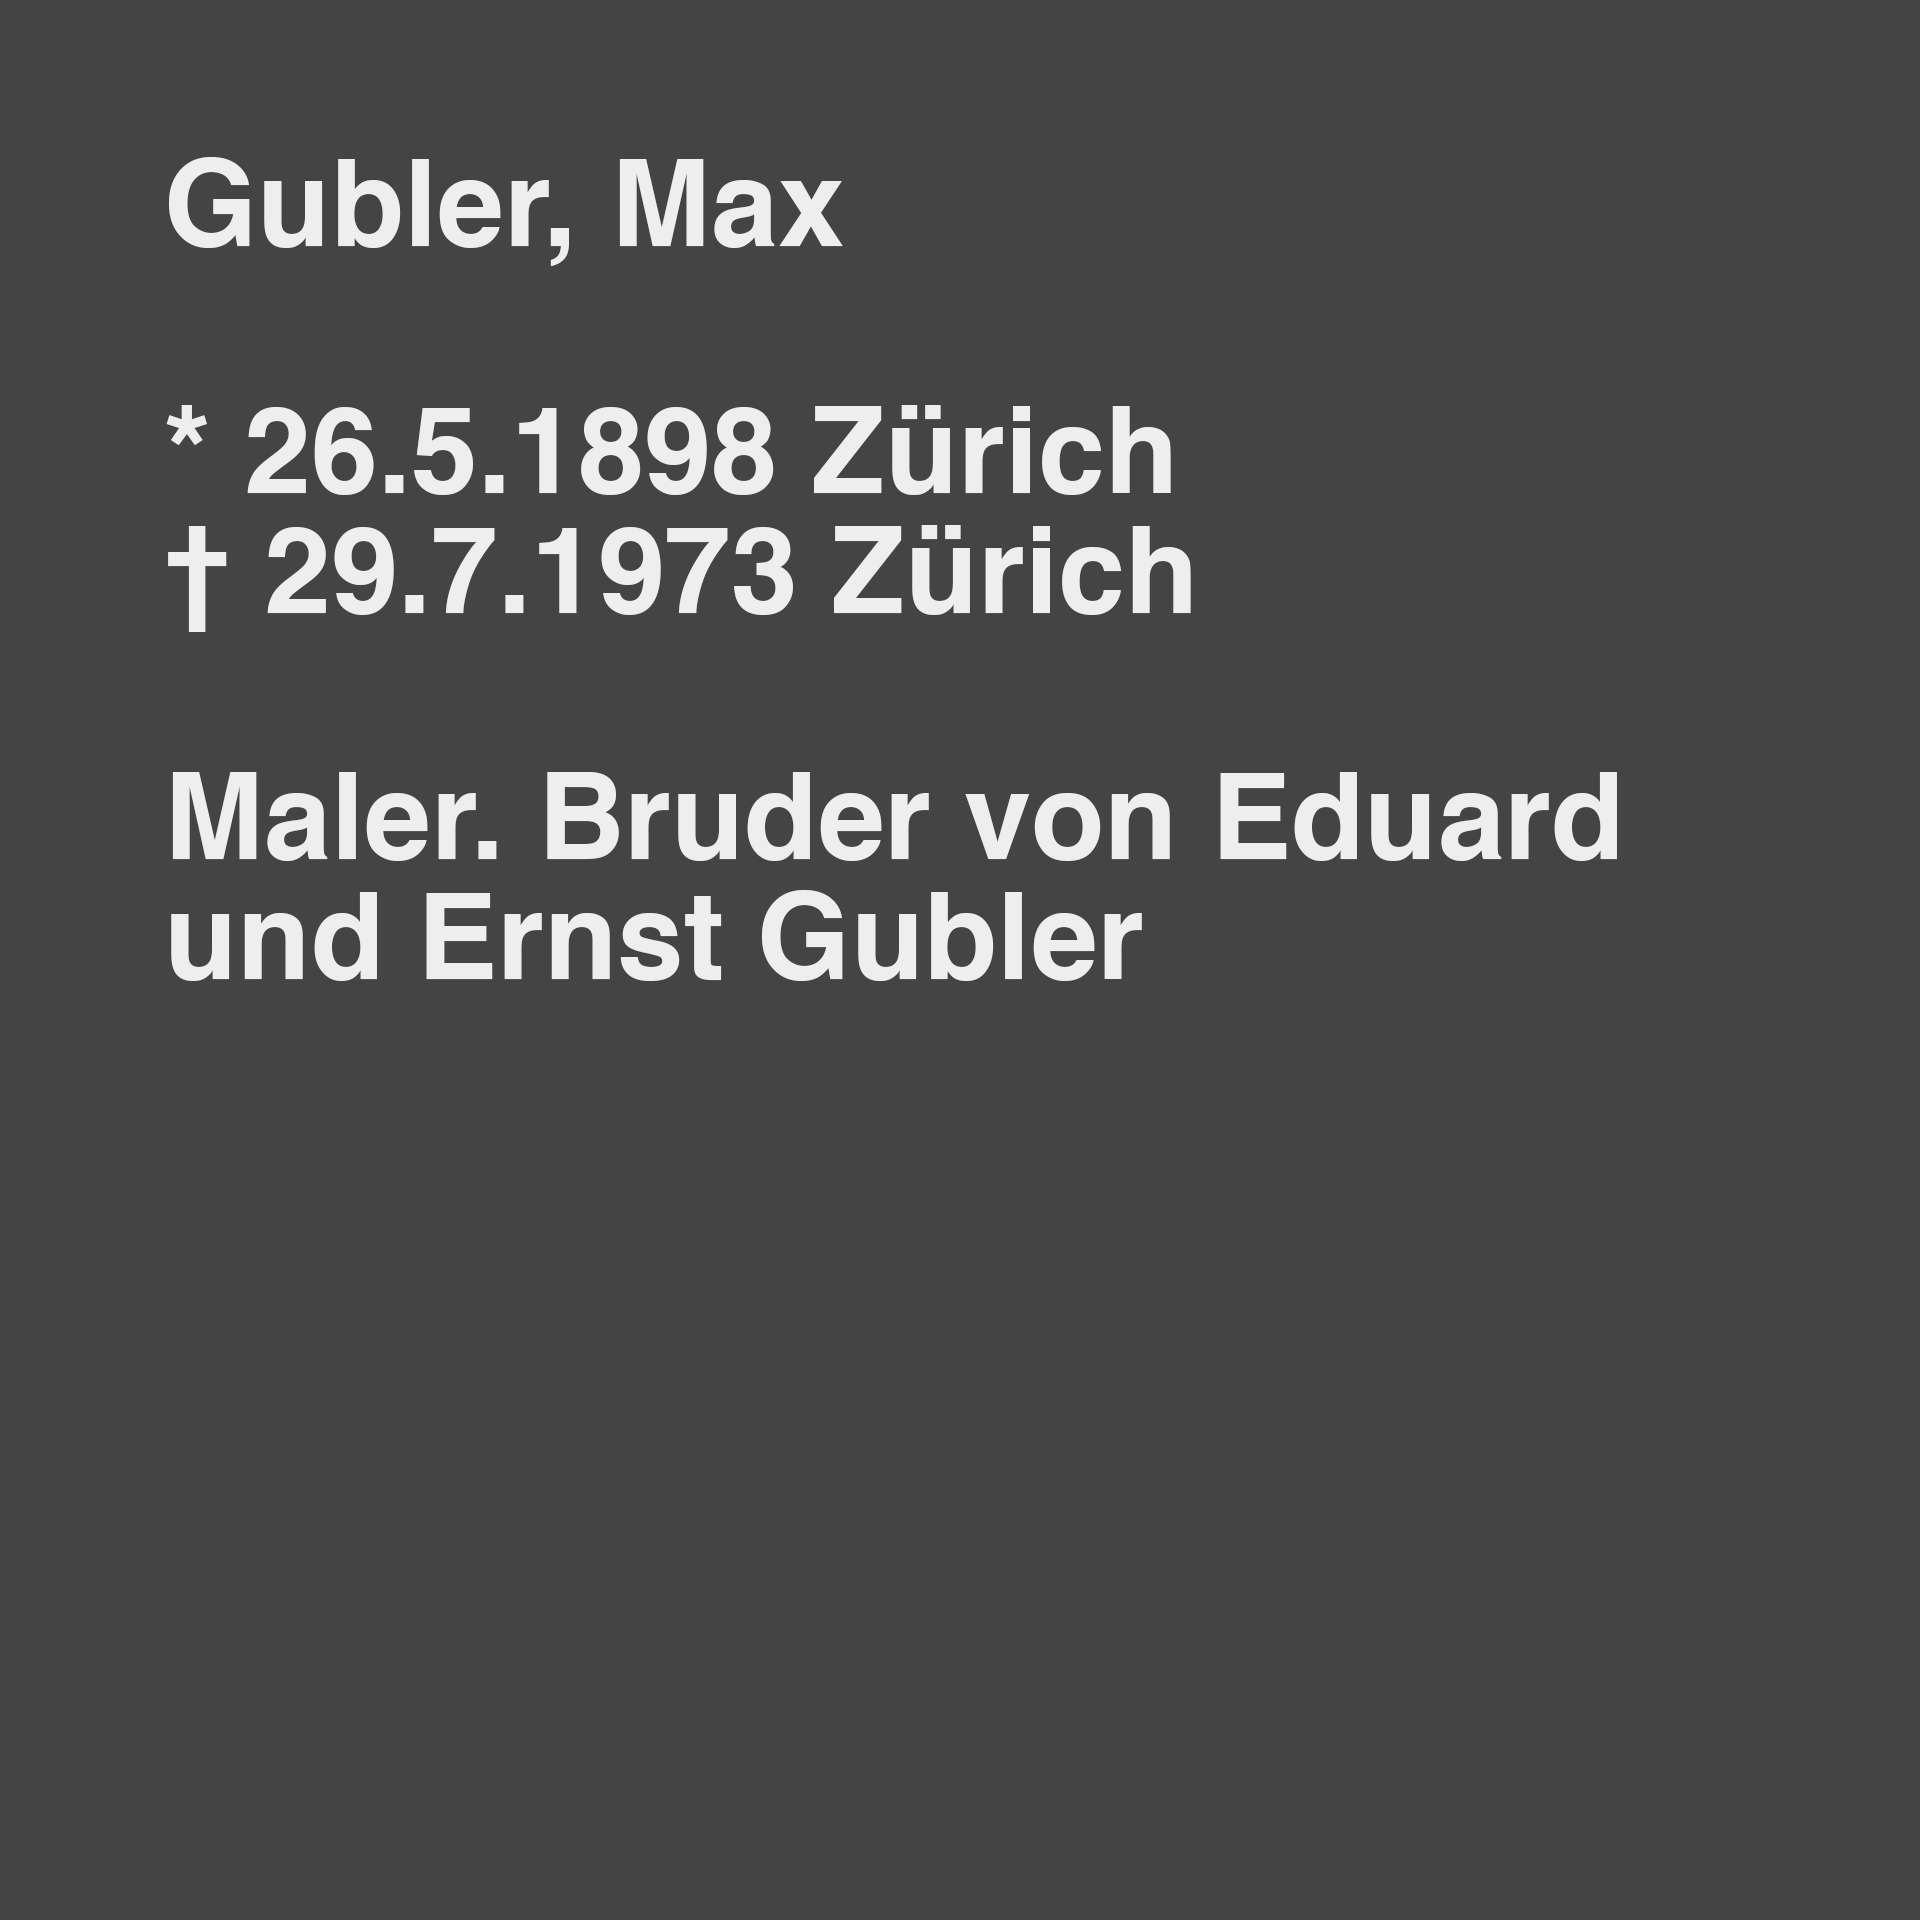 Gubler, Max
* 26.5.1898 Zürich
† 29.7.1973 Zürich
Maler. Bruder von Eduard
und Ernst Gubler